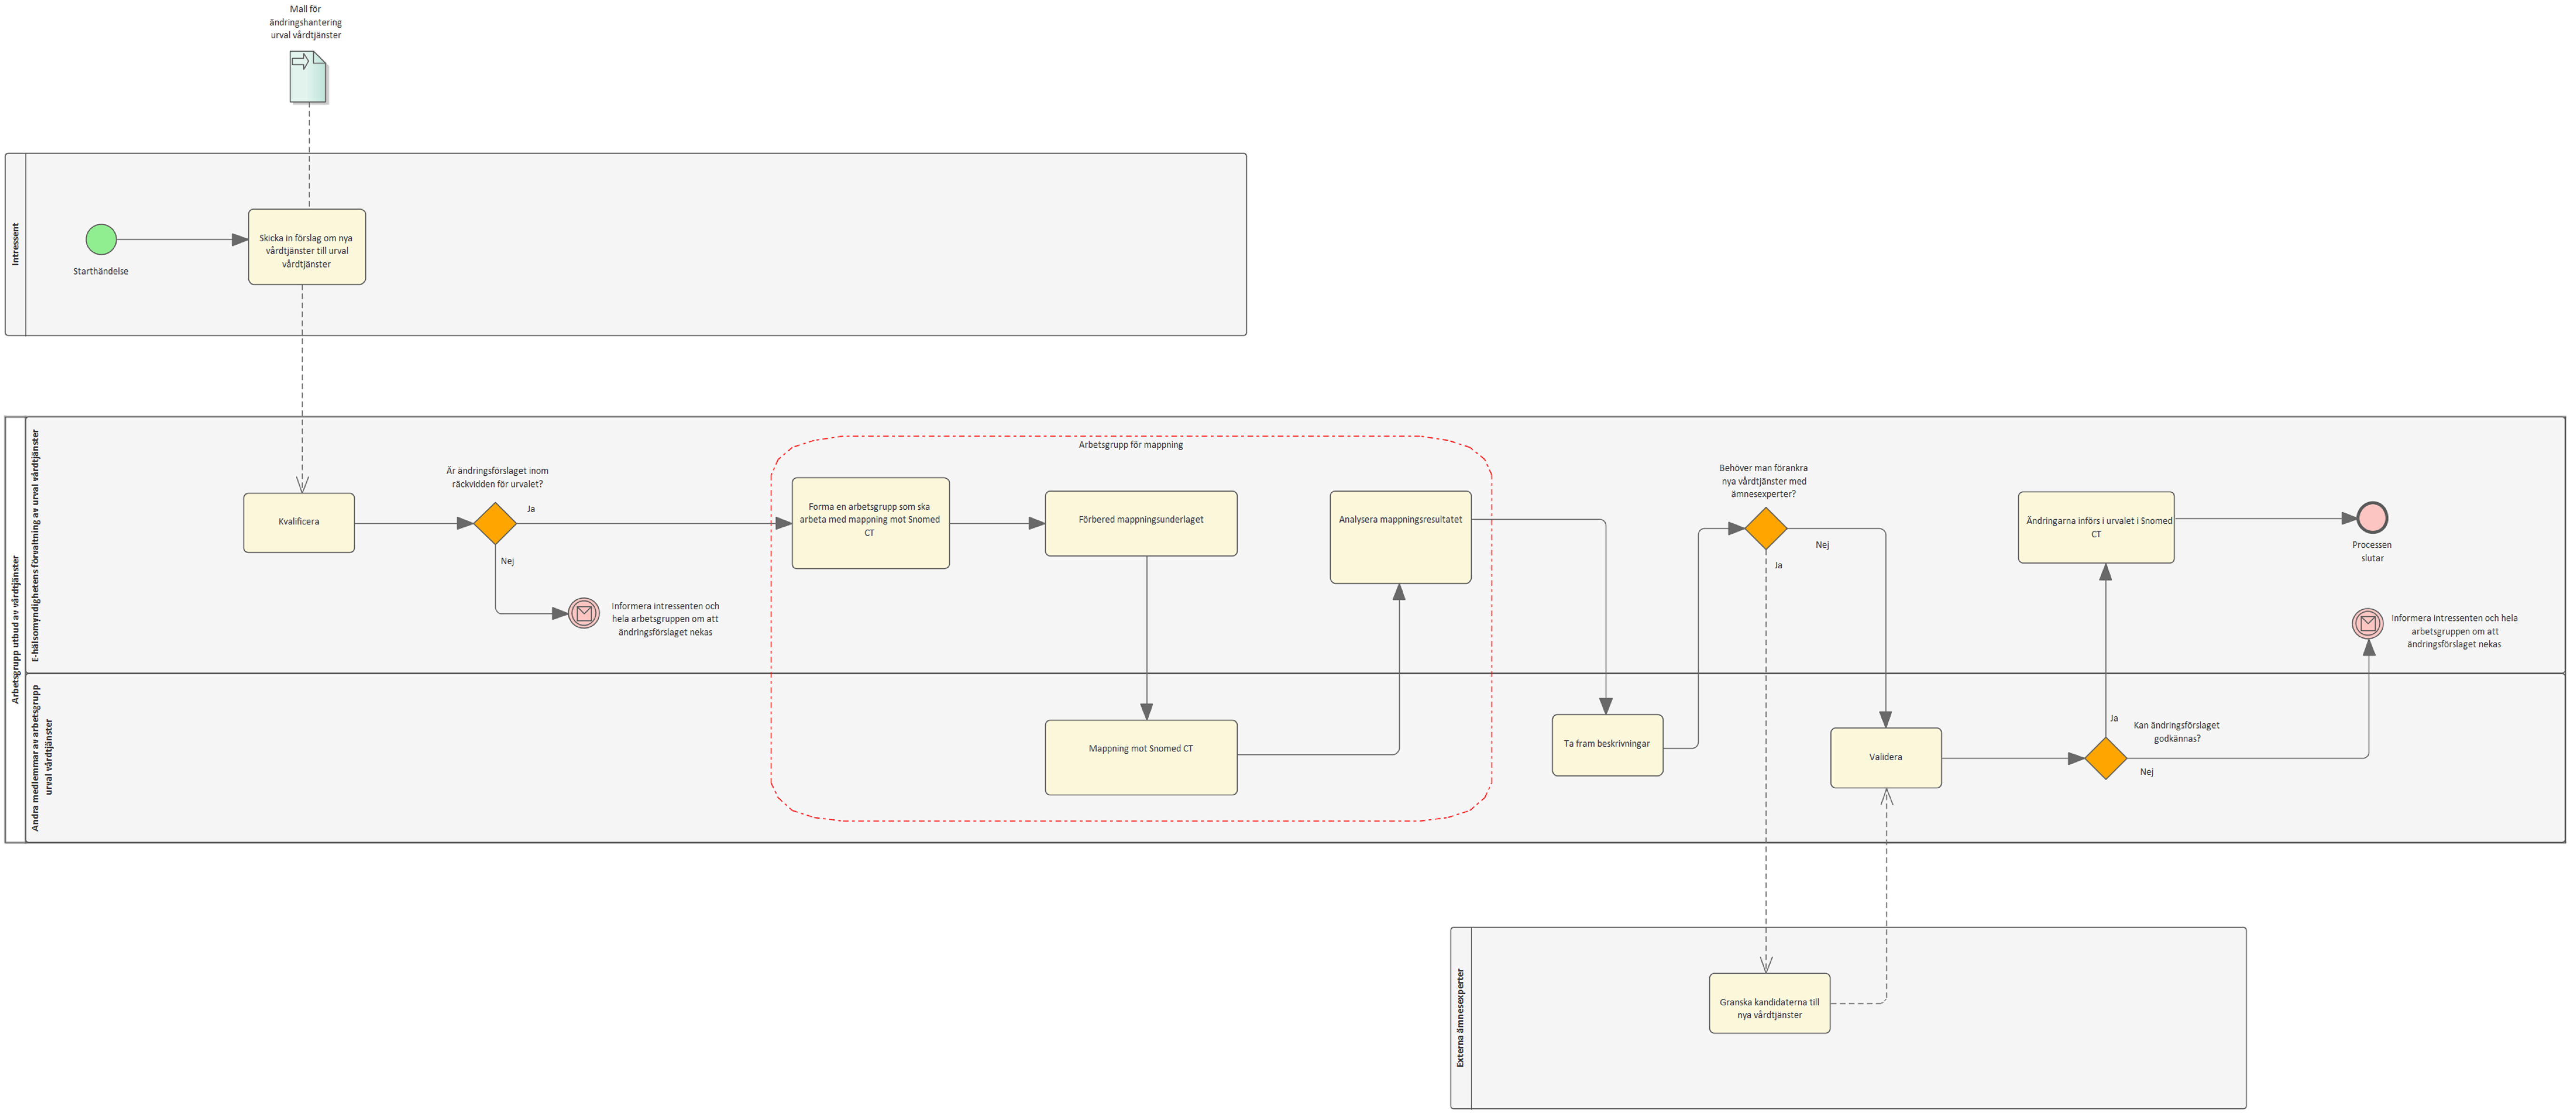 Mall för
ändringshantering
urval vårdtjänster
Intressent
Starthändelse
Skicka in förslag om nya
vårdtjänster till urval
vårdtjänster
Arbetsgrupp utbud av vårdtjänster
E-hälsomyndighetens förvaltning av urval vårdtjänster
Kvalificera
Är ändringsförslaget inom
räckvidden för urvalet?
Ja
Nej
Informera intressenten och
hela arbetsgruppen om att
ändringsförslaget nekas
Arbetsgrupp för mappning
Forma en arbetsgrupp som ska
arbeta med mappning mot Snomed
CT
Förbered mappningsunderlaget
Analysera mappningsresultatet
Behöver man förankra
nya vårdtjänster med
ämnesexperter?
Nej
Ja
Ändringarna införs i urvalet i Snomed
CT
Processen
slutar
Informera intressenten och hela
arbetsgruppen om att
ändringsförslaget nekas
Andra medlemmar av arbetsgrupp
urval vårdtjänster
Mappning mot Snomed CT
Ta fram beskrivningar
Validera
Ja
Kan ändringsförslaget
godkännas?
Nej
Externa ämnesexperter
Granska kandidaterna till
nya vårdtjänster